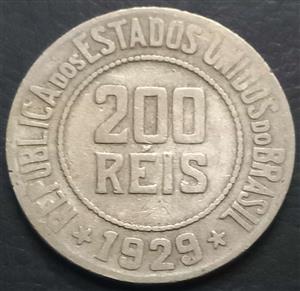 REPUBLICA DOS ESTADOS UNIDOS DO BRASIL
200
RÉIS
* 1929 *